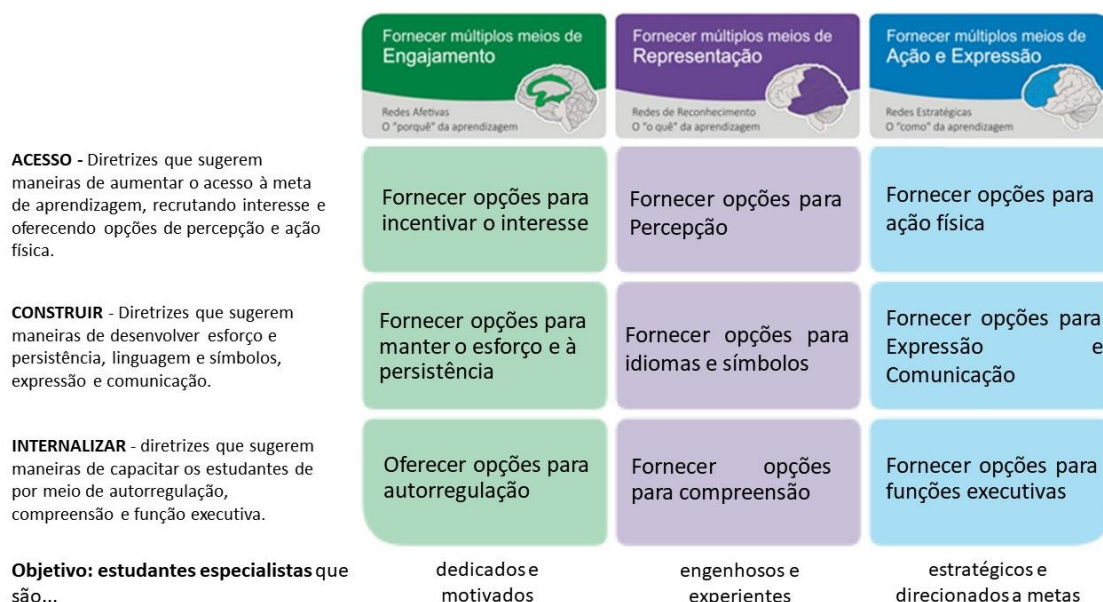 Fornecer múltiplos meios de
Engajamento
Redes Afetivas
O "porquê" da aprendizagem
Fornecer múltiplos meios de
Representação
Redes de Reconhecimento
O "o quê" da aprendizagem
Fornecer múltiplos meios de
Ação e Expressão
Redes Estratégicas
O "como" da aprendizagem
ACESSO - Diretrizes que sugerem
maneiras de aumentar o acesso à meta
de aprendizagem, recrutando interesse e
oferecendo opções de percepção e ação
física.
Fornecer opções para
incentivar o interesse
Fornecer opções para
Percepção
Fornecer opções para
ação física
CONSTRUIR - Diretrizes que sugerem
maneiras de desenvolver esforço e
persistência, linguagem e símbolos,
expressão e comunicação.
Fornecer opções para
manter o esforço e à
persistência
Fornecer opções para
idiomas e símbolos
Fornecer opções para
Expressão e
Comunicação
INTERNALIZAR - diretrizes que sugerem
maneiras de capacitar os estudantes de
por meio de autorregulação,
compreensão e função executiva.
Oferecer opções para
autorregulação
Fornecer opções
para compreensão
Fornecer opções para
funções executivas
Objetivo: estudantes especialistas que
são...
dedicados e
motivados
engenhosos e
experientes
estratégicos e
direcionados a metas